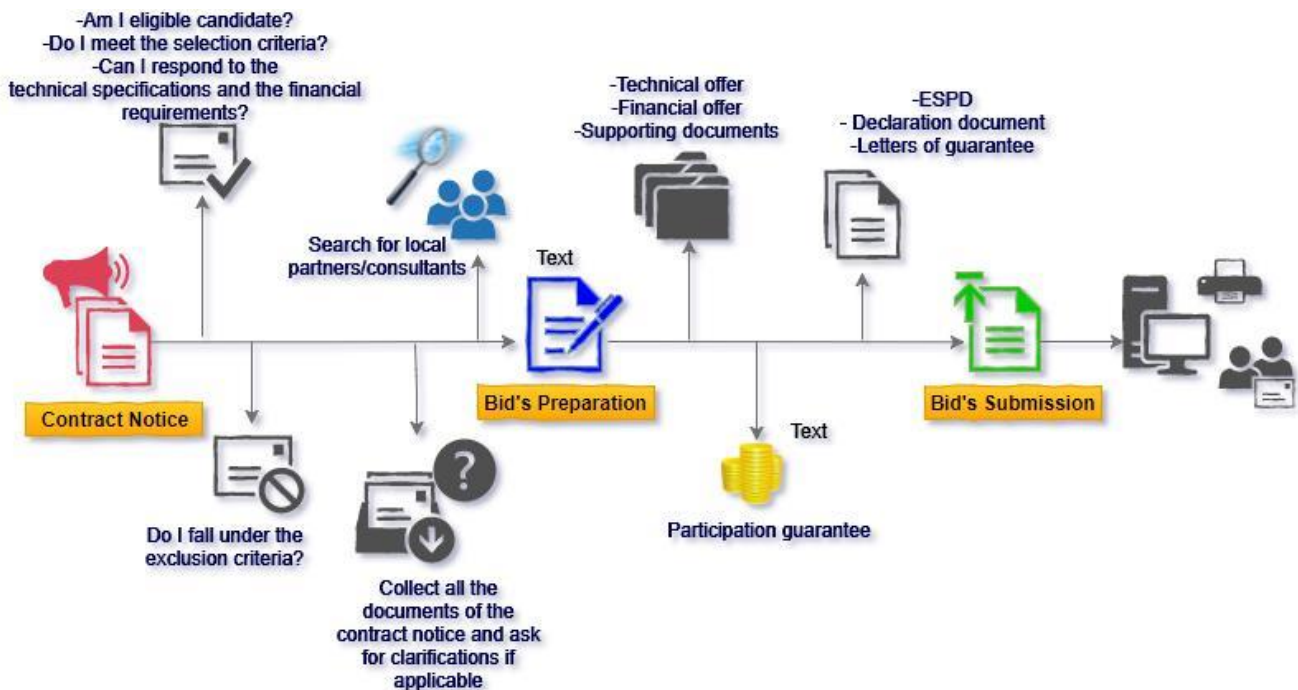 -Am I eligible candidate?
-Do I meet the selection criteria?
-Can I respond to the
technical specifications and the financial
requirements?
-Technical offer
-Financial offer
-Supporting documents
-ESPD
- Declaration document
-Letters of guarantee
Search for local
partners/consultants
Text
Contract Notice
Bid's Preparation
Bid's Submission
Text
?
Do I fall under the
exclusion criteria?
Participation guarantee
Collect all the
documents of the
contract notice and ask
for clarifications if
applicable